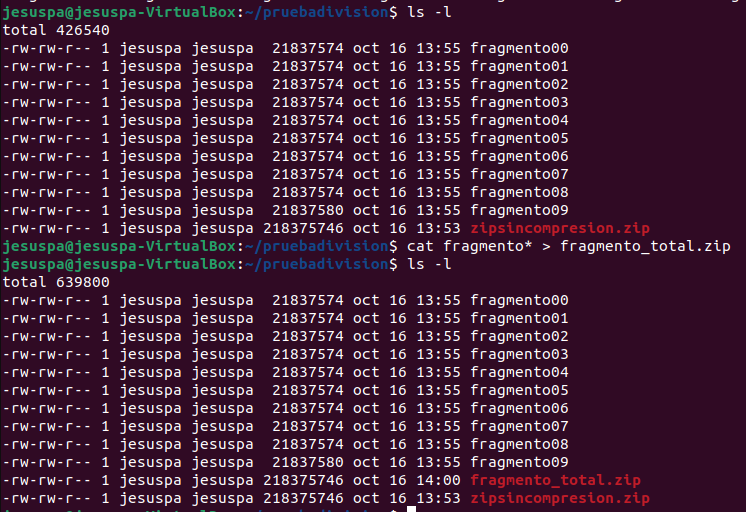 jesuspa@jesuspa-VirtualBox:~/pruebadivision$ ls -l
total 426540
-rw-rw-r-- 1 jesuspa jesuspa  21837574 oct 16 13:55 fragmento00
-rw-rw-r-- 1 jesuspa jesuspa  21837574 oct 16 13:55 fragmento01
-rw-rw-r-- 1 jesuspa jesuspa  21837574 oct 16 13:55 fragmento02
-rw-rw-r-- 1 jesuspa jesuspa  21837574 oct 16 13:55 fragmento03
-rw-rw-r-- 1 jesuspa jesuspa  21837574 oct 16 13:55 fragmento04
-rw-rw-r-- 1 jesuspa jesuspa  21837574 oct 16 13:55 fragmento05
-rw-rw-r-- 1 jesuspa jesuspa  21837574 oct 16 13:55 fragmento06
-rw-rw-r-- 1 jesuspa jesuspa  21837574 oct 16 13:55 fragmento07
-rw-rw-r-- 1 jesuspa jesuspa  21837574 oct 16 13:55 fragmento08
-rw-rw-r-- 1 jesuspa jesuspa  21837580 oct 16 13:55 fragmento09
-rw-rw-r-- 1 jesuspa jesuspa 218375746 oct 16 13:53 zipsincompresion.zip
jesuspa@jesuspa-VirtualBox:~/pruebadivision$ cat fragmento* > fragmento_total.zip
jesuspa@jesuspa-VirtualBox:~/pruebadivision$ ls -l
total 639800
-rw-rw-r-- 1 jesuspa jesuspa  21837574 oct 16 13:55 fragmento00
-rw-rw-r-- 1 jesuspa jesuspa  21837574 oct 16 13:55 fragmento01
-rw-rw-r-- 1 jesuspa jesuspa  21837574 oct 16 13:55 fragmento02
-rw-rw-r-- 1 jesuspa jesuspa  21837574 oct 16 13:55 fragmento03
-rw-rw-r-- 1 jesuspa jesuspa  21837574 oct 16 13:55 fragmento04
-rw-rw-r-- 1 jesuspa jesuspa  21837574 oct 16 13:55 fragmento05
-rw-rw-r-- 1 jesuspa jesuspa  21837574 oct 16 13:55 fragmento06
-rw-rw-r-- 1 jesuspa jesuspa  21837574 oct 16 13:55 fragmento07
-rw-rw-r-- 1 jesuspa jesuspa  21837574 oct 16 13:55 fragmento08
-rw-rw-r-- 1 jesuspa jesuspa  21837580 oct 16 13:55 fragmento09
-rw-rw-r-- 1 jesuspa jesuspa 218375746 oct 16 14:00 fragmento_total.zip
-rw-rw-r-- 1 jesuspa jesuspa 218375746 oct 16 13:53 zipsincompresion.zip